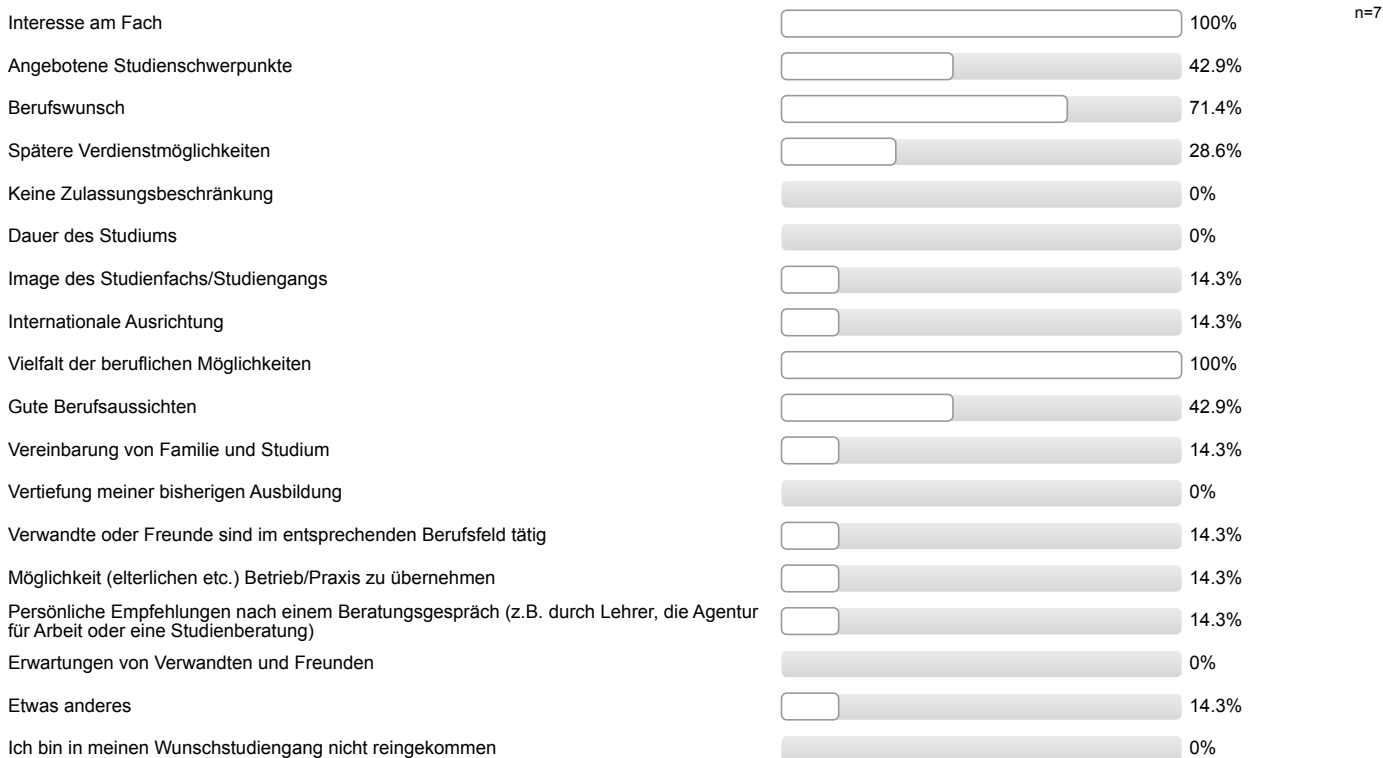 Interesse am Fach 100% n=7
Angebotene Studienschwerpunkte 42.9%
Berufswunsch 71.4%
Spätere Verdienstmöglichkeiten 28.6%
Keine Zulassungsbeschränkung 0%
Dauer des Studiums 0%
Image des Studienfachs/Studiengangs 14.3%
Internationale Ausrichtung 14.3%
Vielfalt der beruflichen Möglichkeiten 100%
Gute Berufsaussichten 42.9%
Vereinbarung von Familie und Studium 14.3%
Vertiefung meiner bisherigen Ausbildung 0%
Verwandte oder Freunde sind im entsprechenden Berufsfeld tätig 14.3%
Möglichkeit (elterlichen etc.) Betrieb/Praxis zu übernehmen 14.3%
Persönliche Empfehlungen nach einem Beratungsgespräch (z.B. durch Lehrer, die Agentur
für Arbeit oder eine Studienberatung) 14.3%
Erwartungen von Verwandten und Freunden 0%
Etwas anderes 14.3%
Ich bin in meinen Wunschstudiengang nicht reingekommen 0%